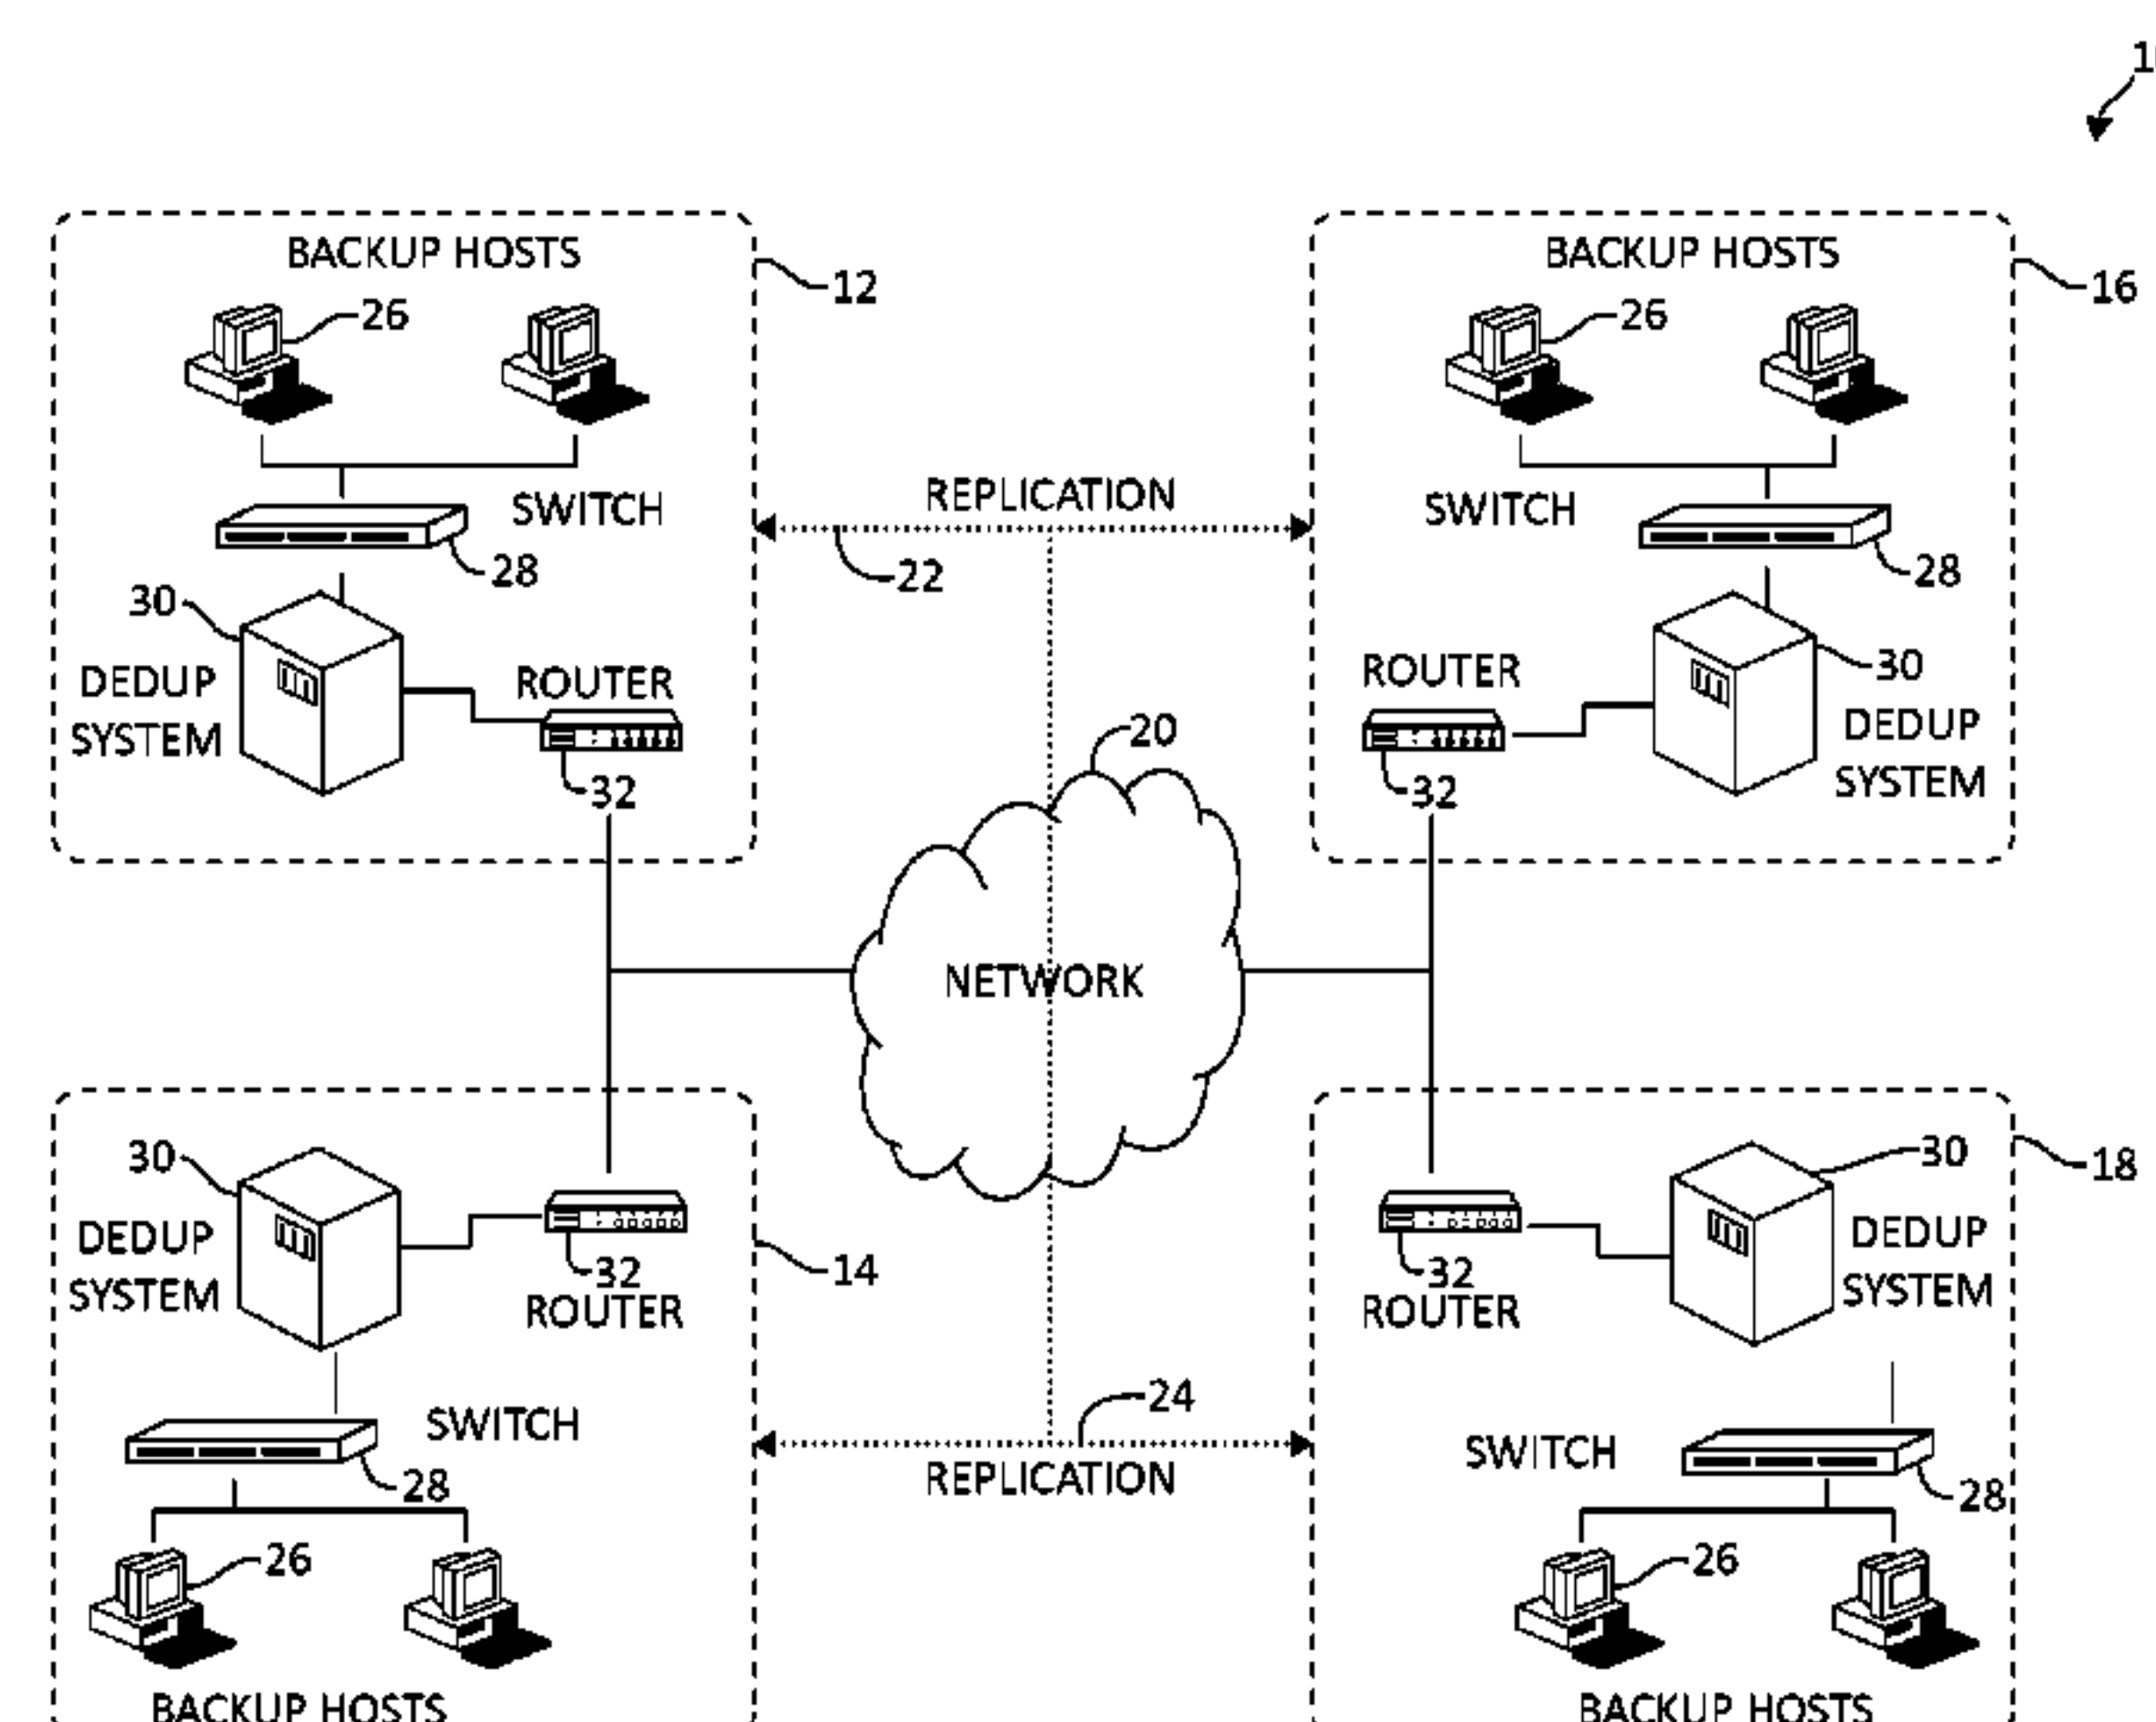 BACKUP HOSTS
12
26
SWITCH
28
30
DEDUP
SYSTEM
ROUTER
32
BACKUP HOSTS
16
26
SWITCH
28
ROUTER
30
DEDUP
SYSTEM
32
REPLICATION
22
20
NETWORK
30
DEDUP
SYSTEM
32
ROUTER
14
SWITCH
28
26
BACKUP HOSTS
24
REPLICATION
30
18
DEDUP
SYSTEM
32
ROUTER
SWITCH
28
26
BACKUP HOSTS